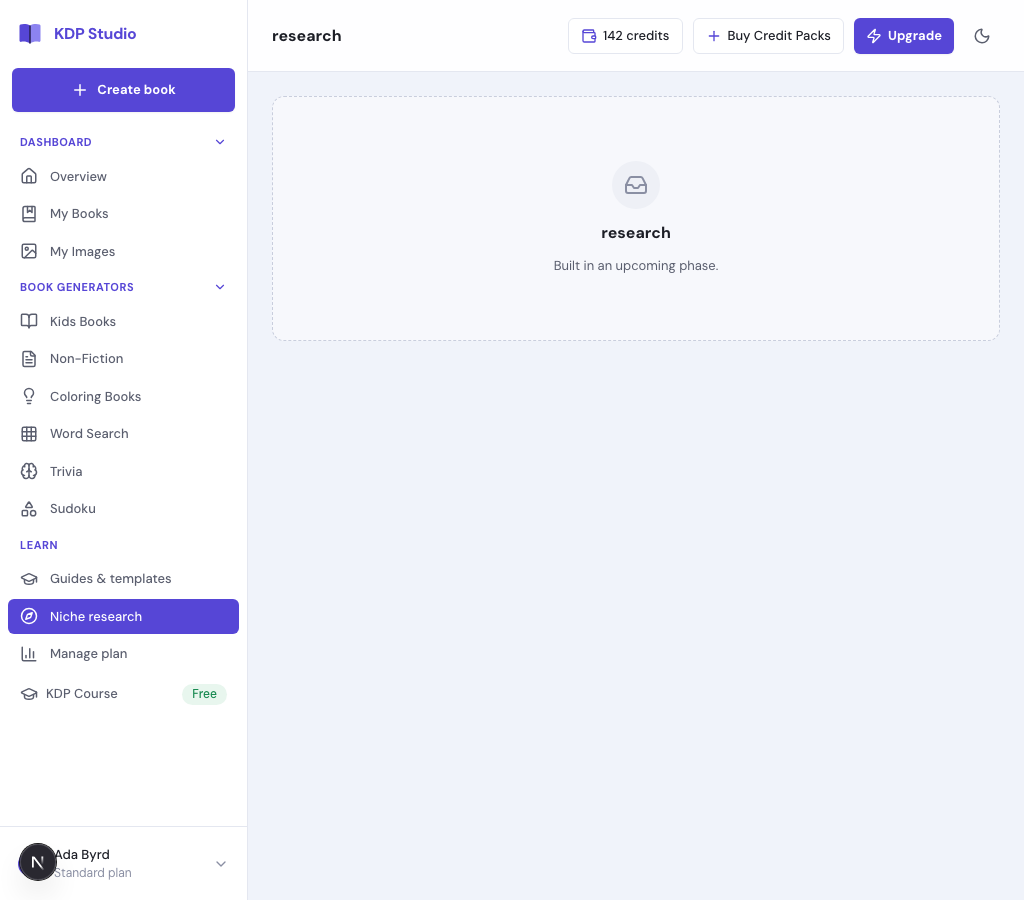 KDP Studio
Create book
DASHBOARD
Overview
My Books
My Images
BOOK GENERATORS
Kids Books
Non-Fiction
Coloring Books
Word Search
Trivia
Sudoku
LEARN
Guides & templates
Niche research
Manage plan
KDP Course Free
N Ada Byrd
Standard plan
research
142 credits
Buy Credit Packs
Upgrade
research
Built in an upcoming phase.